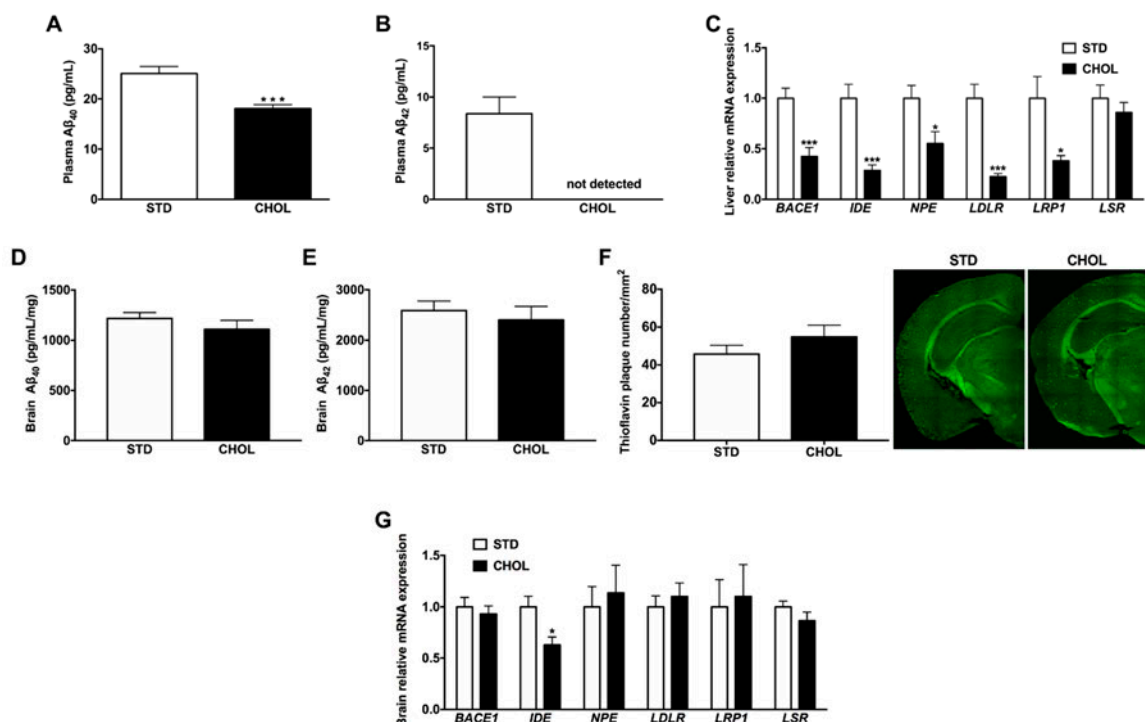 A
Plasma Aβ40 (pg/mL)
30
20
10
0
***
STD
CHOL
B
Plasma Aβ42 (pg/mL)
15
10
5
0
not detected
STD
CHOL
C
Liver relative mRNA expression
1.5
1.0
0.5
0.0
STD
CHOL
***
***
*
***
*
BACE1
IDE
NPE
LDLR
LRP1
LSR
D
Brain Aβ40 (pg/mL/mg)
1500
1000
500
0
STD
CHOL
E
Brain Aβ42 (pg/mL/mg)
3000
2000
1000
0
STD
CHOL
F
Thioflavin plaque number/mm2
80
60
40
20
0
STD
CHOL
STD
CHOL
G
Brain relative mRNA expression
1.5
1.0
0.5
0.0
STD
CHOL
*
BACE1
IDE
NPE
LDLR
LRP1
LSR